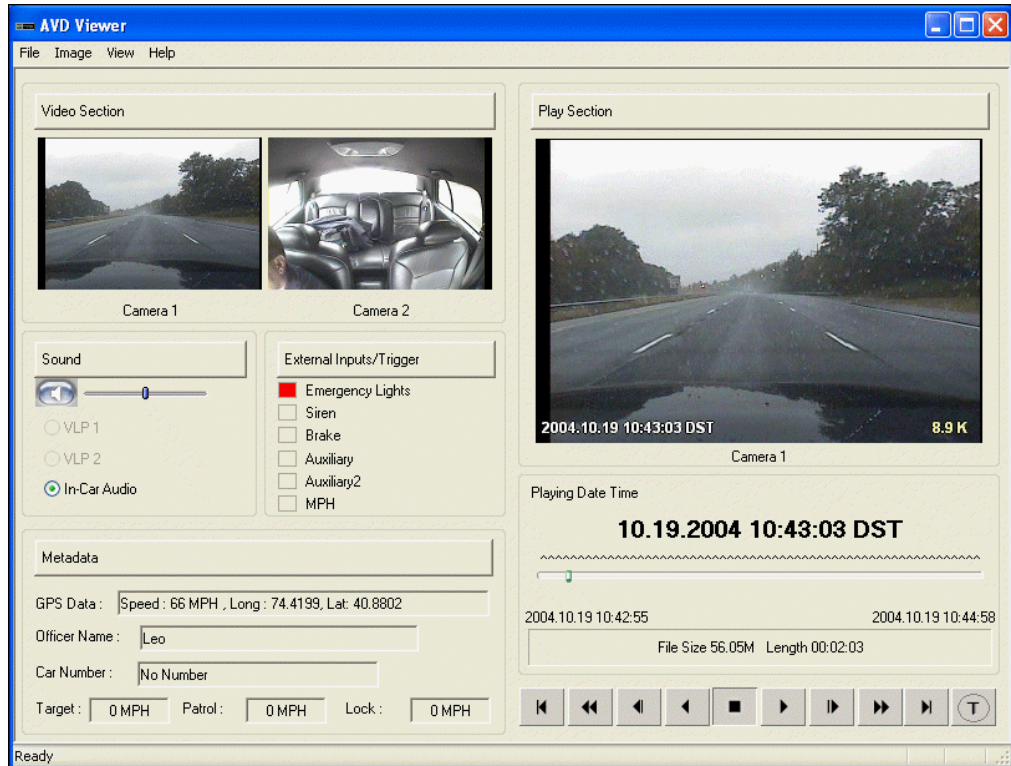 AVD Viewer
File Image View Help
Video Section
Camera 1
Camera 2
Sound
VLP 1
VLP 2
In-Car Audio
External Inputs/Trigger
Emergency Lights
Siren
Brake
Auxiliary
Auxiliary2
MPH
Metadata
GPS Data : Speed : 66 MPH , Long : 74.4199, Lat: 40.8802
Officer Name : Leo
Car Number : No Number
Target : 0 MPH Patrol : 0 MPH Lock : 0 MPH
Play Section
2004.10.19 10:43:03 DST 8.9 K
Camera 1
Playing Date Time
10.19.2004 10:43:03 DST
2004.10.19 10:42:55 2004.10.19 10:44:58
File Size 56.05M Length 00:02:03
T
Ready